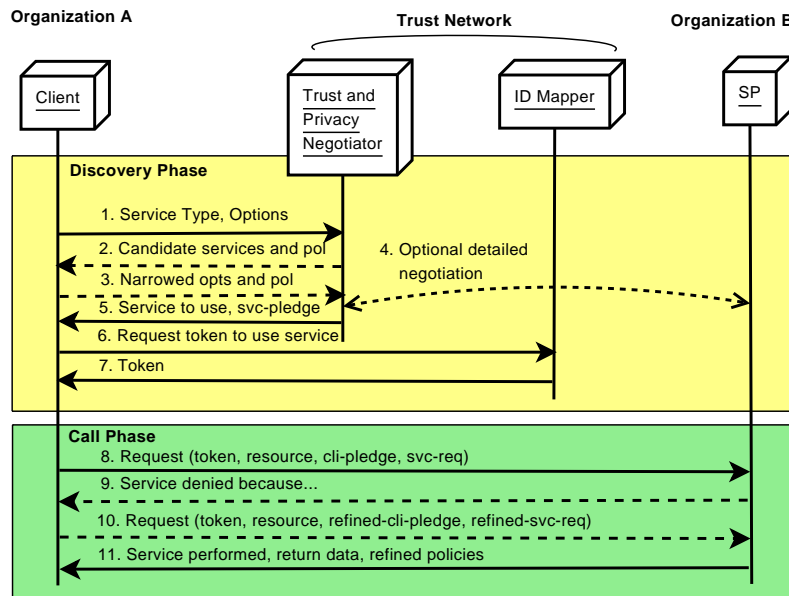 Organization A
Trust Network
Organization B
Client
Trust and
Privacy
Negotiator
ID Mapper
SP
Discovery Phase
1. Service Type, Options
2. Candidate services and pol
3. Narrowed opts and pol
4. Optional detailed
negotiation
5. Service to use, svc-pledge
6. Request token to use service
7. Token
Call Phase
8. Request (token, resource, cli-pledge, svc-req)
9. Service denied because...
10. Request (token, resource, refined-cli-pledge, refined-svc-req)
11. Service performed, return data, refined policies